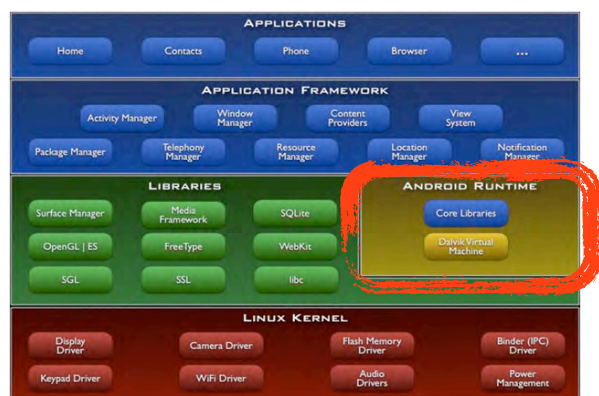 APPLICATIONS
Home
Contacts
Phone
Browser
...
APPLICATION FRAMEWORK
Activity Manager
Window
Manager
Content
Providers
View
System
Package Manager
Telephony
Manager
Resource
Manager
Location
Manager
Notification
Manager
LIBRARIES
Surface Manager
Media
Framework
SQLite
OpenGL | ES
FreeType
WebKit
SGL
SSL
libc
ANDROID RUNTIME
Core Libraries
Dalvik Virtual
Machine
LINUX KERNEL
Display
Driver
Camera Driver
Flash Memory
Driver
Binder (IPC)
Driver
Keypad Driver
WiFi Driver
Audio
Drivers
Power
Management